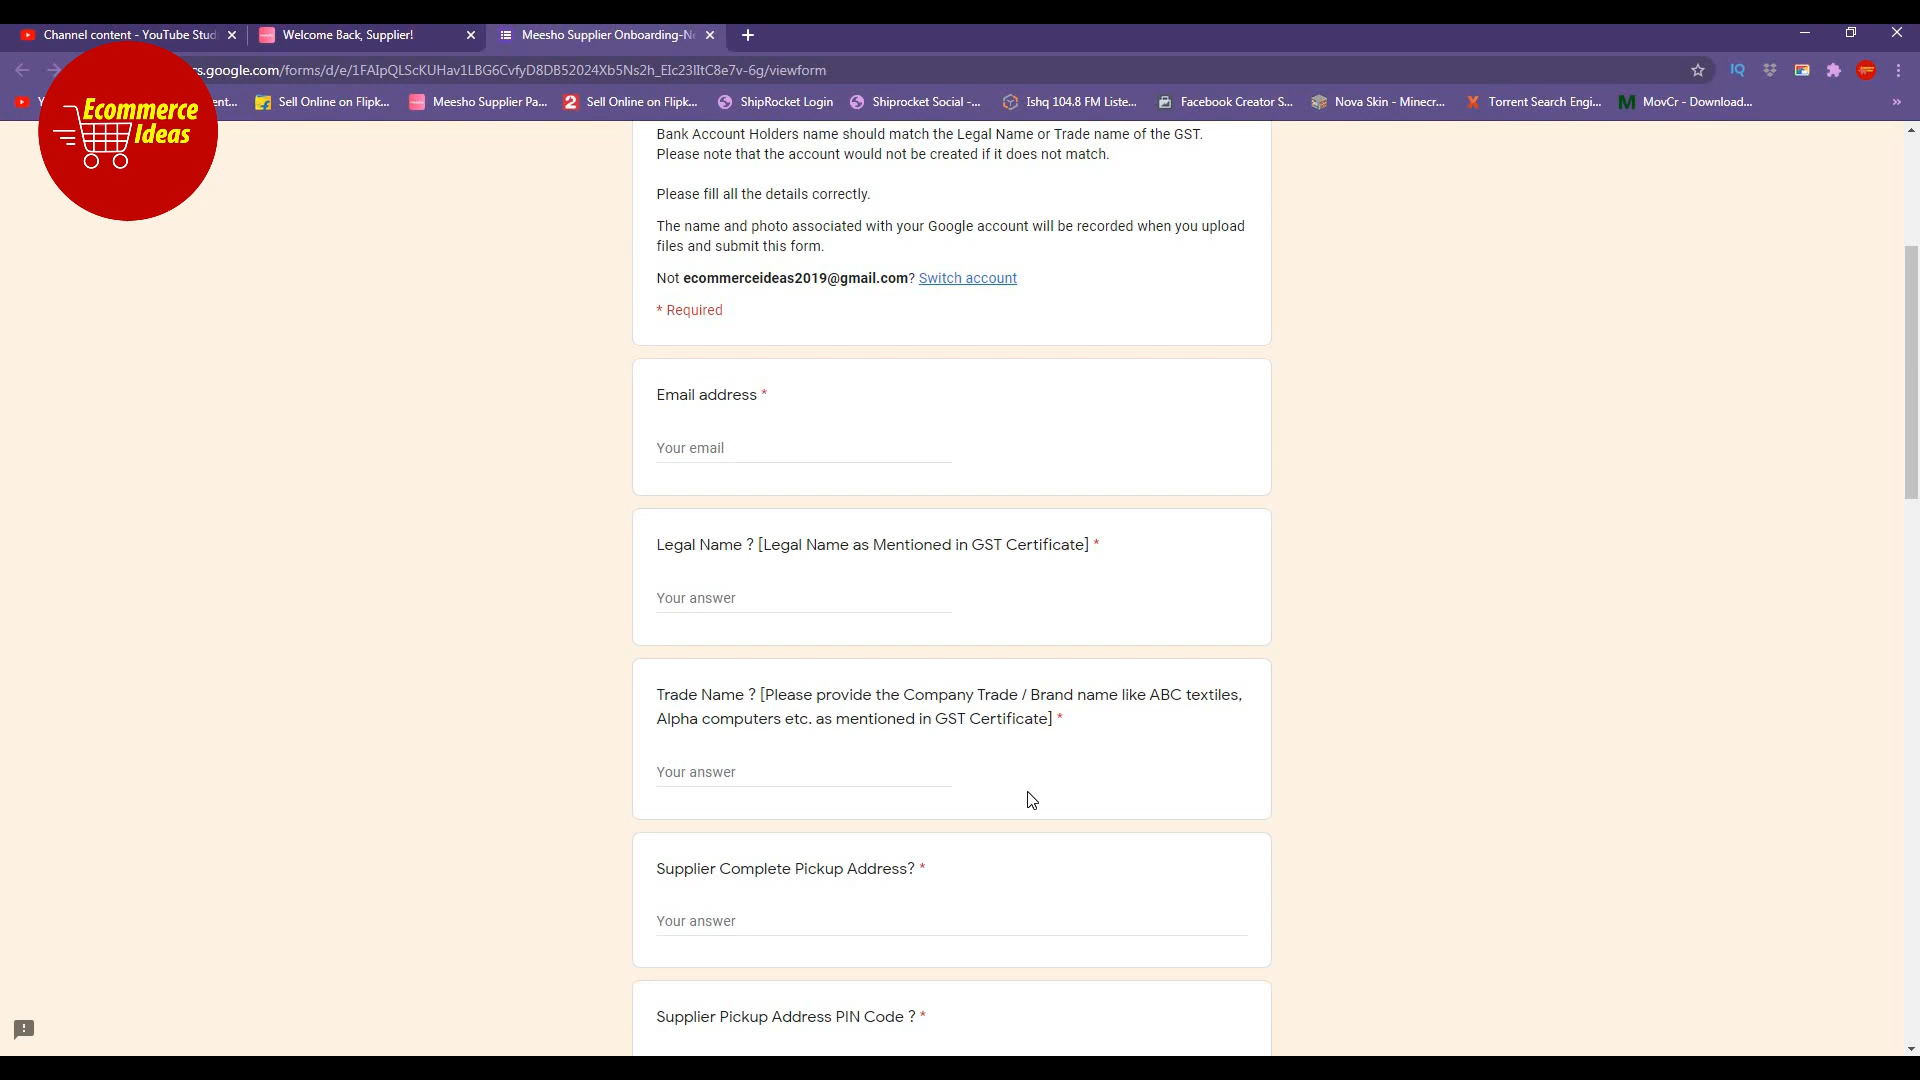 Channel content - YouTube Stud
Welcome Back, Supplier!
Meesho Supplier Onboarding-Ne
s.google.com/forms/d/e/1FAIpQLScKUHav1LBG6CvfyD8DB52024Xb5Ns2h_EIc23lItC8e7v-6g/viewform
Y
ent...
Sell Online on Flipk...
Meesho Supplier Pa...
Sell Online on Flipk...
ShipRocket Login
Shiprocket Social -...
Ishq 104.8 FM Liste...
Facebook Creator S...
Nova Skin - Minecr...
Torrent Search Engi...
MovCr - Download...
Ecommerce
Ideas
Bank Account Holders name should match the Legal Name or Trade name of the GST.
Please note that the account would not be created if it does not match.
Please fill all the details correctly.
The name and photo associated with your Google account will be recorded when you upload
files and submit this form.
Not ecommerceideas2019@gmail.com? Switch account
* Required
Email address *
Your email
Legal Name ? [Legal Name as Mentioned in GST Certificate] *
Your answer
Trade Name ? [Please provide the Company Trade / Brand name like ABC textiles,
Alpha computers etc. as mentioned in GST Certificate] *
Your answer
Supplier Complete Pickup Address? *
Your answer
Supplier Pickup Address PIN Code ? *